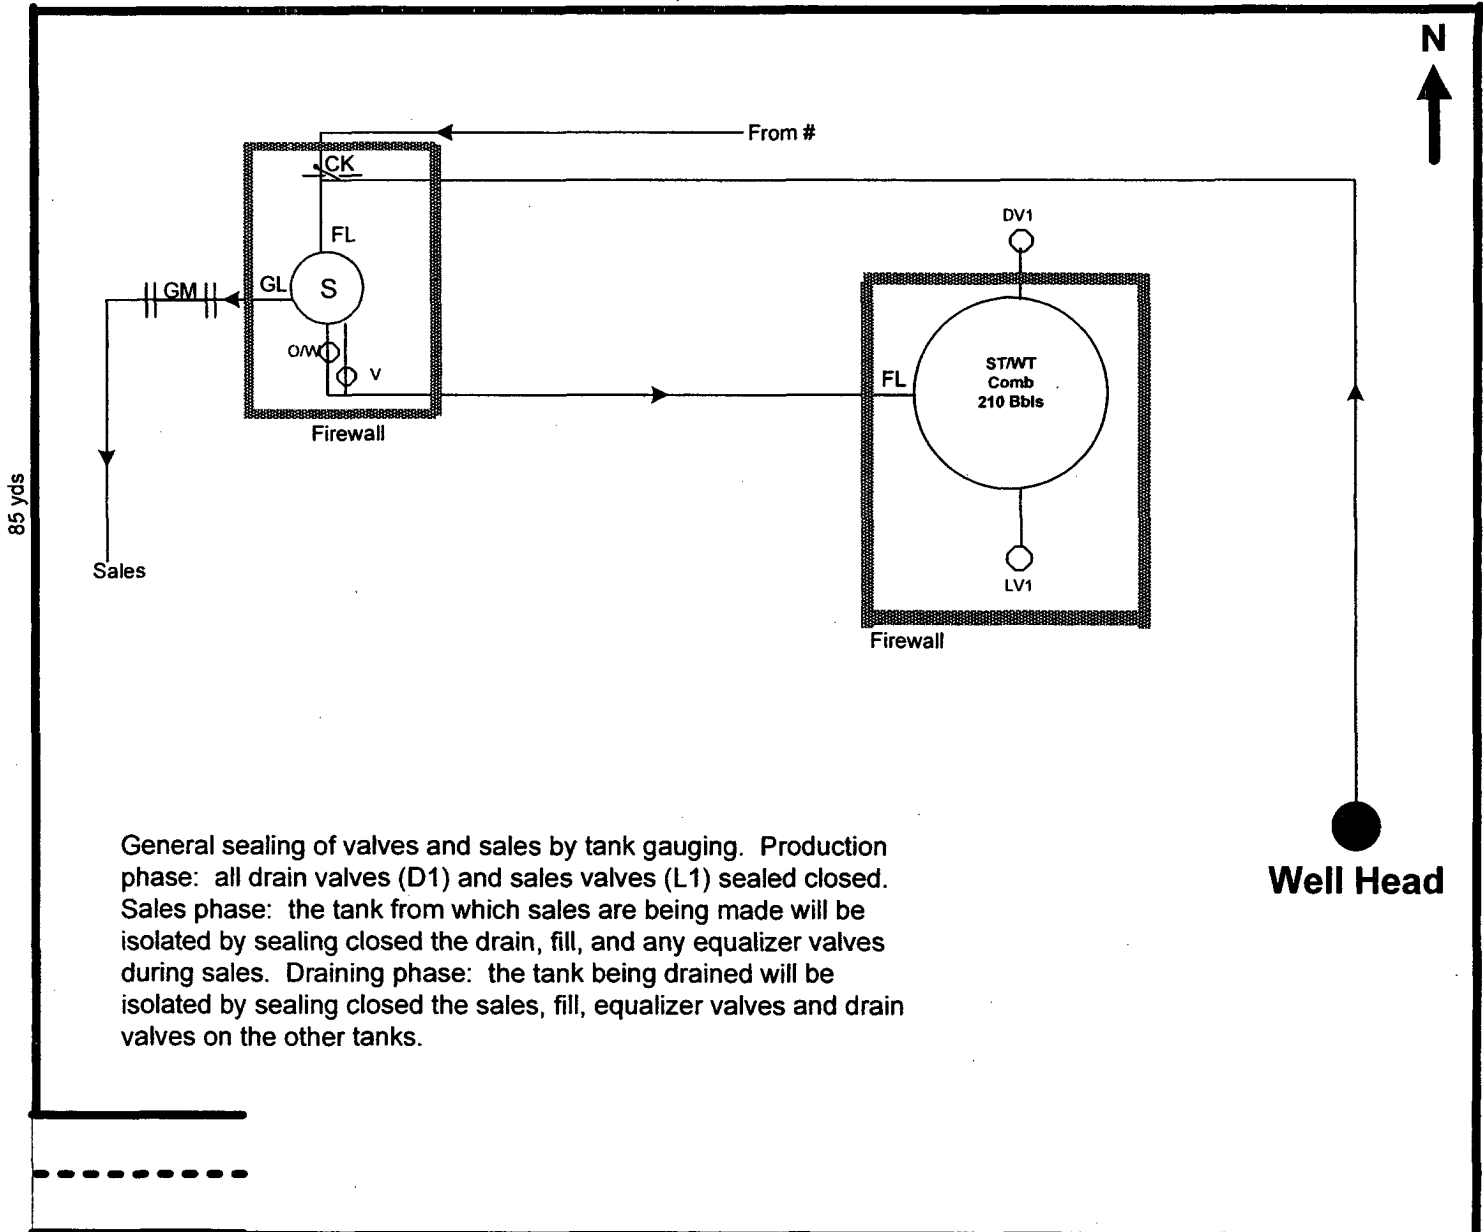 N
From #
CK
FL
DV1
GL
S
GM
O/W
V
ST/WT
Comb
210 Bbls
FL
Firewall
85 yds
Sales
LV1
Firewall
General sealing of valves and sales by tank gauging.  Production
phase:  all drain valves (D1) and sales valves (L1) sealed closed.
Sales phase:  the tank from which sales are being made will be
isolated by sealing closed the drain, fill, and any equalizer valves
during sales.  Draining phase:  the tank being drained will be
isolated by sealing closed the sales, fill, equalizer valves and drain
valves on the other tanks.
Well Head